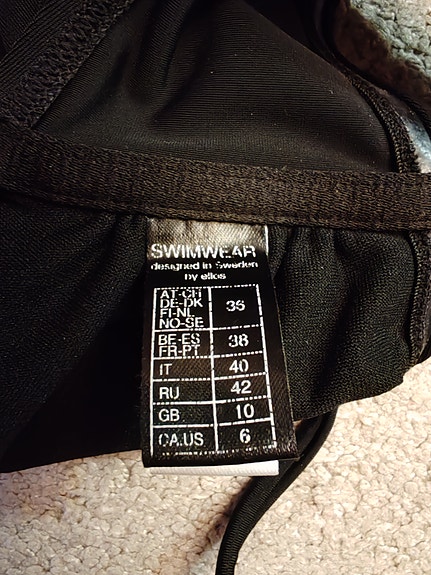 SWIMWEAR
designed in Sweden
by ellos
AT-CH
DE-DK
FI-NL
NO-SE 36
BE-ES
FR-PT 38
IT 40
RU 42
GB 10
CA.US 6